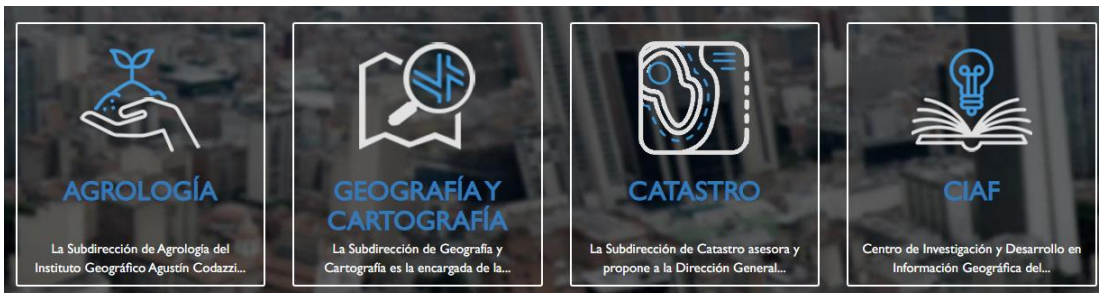 AGROLOGÍA
La Subdirección de Agrología del
Instituto Geográfico Agustín Codazzi...
GEOGRAFÍA Y
CARTOGRAFÍA
La Subdirección de Geografía y
Cartografía es la encargada de la...
CATASTRO
La Subdirección de Catastro asesora y
propone a la Dirección General...
CIAF
Centro de Investigación y Desarrollo en
Información Geográfica del...